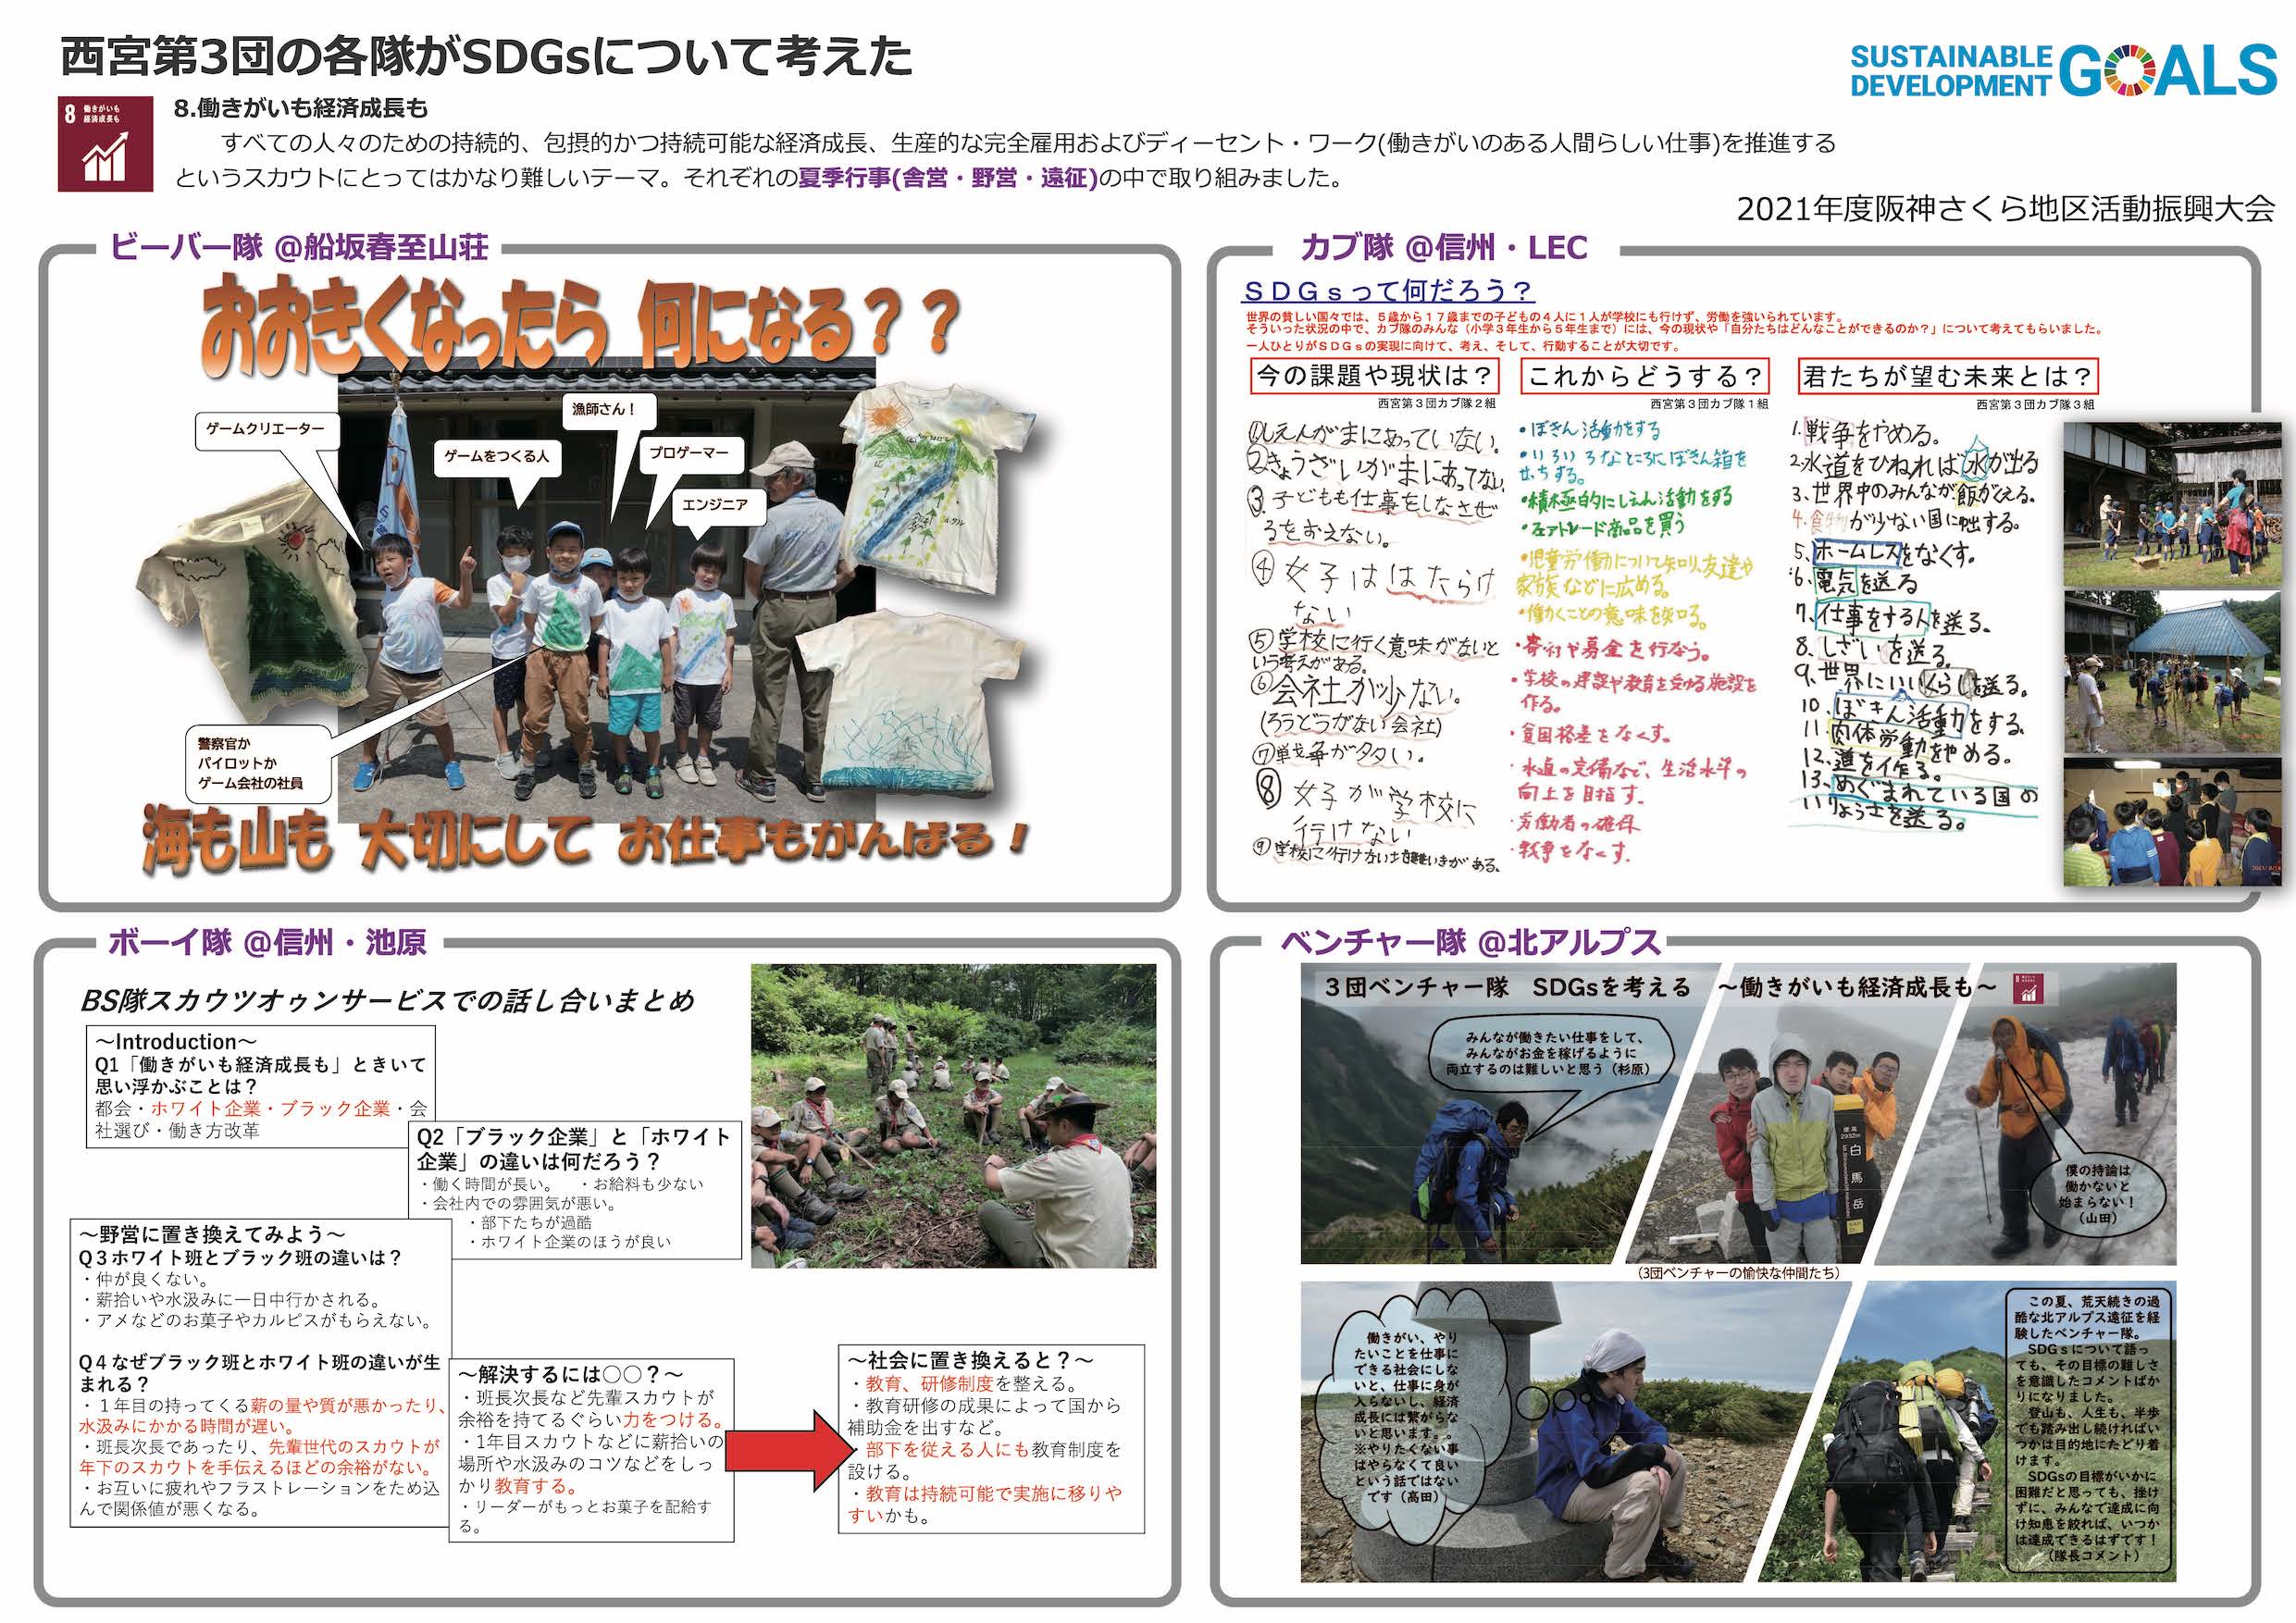 西宮第3団の各隊がSDGsについて考えた
SUSTAINABLE
DEVELOPMENT
GOALS
8 働きがいも
経済成長も
8.働きがいも経済成長も
すべての人々のための持続的、包摂的かつ持続可能な経済成長、生産的な完全雇用およびディーセント・ワーク(働きがいのある人間らしい仕事)を推進する
というスカウトにとってはかなり難しいテーマ。それぞれの夏季行事(舎営・野営・遠征)の中で取り組みました。
2021年度阪神さくら地区活動振興大会
ビーバー隊 @船坂春至山荘
おおきくなったら 何になる？？
ゲームクリエーター
ゲームをつくる人
漁師さん！
プロゲーマー
エンジニア
警察官か
パイロットか
ゲーム会社の社員
海も山も 大切にして お仕事もがんばる！
カブ隊 @信州・LEC
ＳＤＧｓって何だろう？
世界の貧しい国々では、５歳から１７歳までの子どもの４人に１人が学校にも行けず、労働を強いられています。
そういった状況の中で、カブ隊のみんな（小学３年生から５年生まで）には、今の現状や「自分たちはどんなことができるのか？」について考えてもらいました。
一人ひとりがＳＤＧｓの実現に向けて、考え、そして、行動することが大切です。
今の課題や現状は？
西宮第３団カブ隊２組
①しえんがまにあっていない。
②きょうざいがまにあってない
③子どもも仕事をしなさせざ
るをおえない。
④女子ははたらけ
ない
⑤学校に行く意味がないと
いう考えがある。
⑥会社が少ない。
(ろうどうがない会社)
⑦戦争が多い。
⑧女子が学校に
行けない
⑨学校に行けない地いきがある。
これからどうする？
西宮第３団カブ隊１組
・ぼきん活動をする
・いろいろなところにぼきん箱を
せっちする。
・積極的にしえん活動をする
・フェアトレード商品を買う
・児童労働について知り、友達や
家族などに広める。
・働くことの意味を知る。
・寄付や募金を行なう。
・学校の建設や教育を受ける施設を
作る。
・貧困格差をなくす。
・水道の完備など、生活水準の
向上を目指す。
・労働者の確保
・戦争をなくす。
君たちが望む未来とは？
西宮第３団カブ隊３組
1.戦争をやめる。
2.水道をひねれば水が出る
3.世界中のみんなが飯がくえる。
4.食物が少ない国に出する。
5.ホームレスをなくす。
6.電気を送る
7.仕事をする人を送る。
8.しざいを送る。
9.世界にいいくらしを送る。
10.ぼきん活動をする。
11.肉体労働をやめる。
12.道を作る。
13.めぐまれている国の
いりょう士を送る。
ボーイ隊 @信州・池原
BS隊スカウツオゥンサービスでの話し合いまとめ
～Introduction～
Q1「働きがいも経済成長も」ときいて
思い浮かぶことは？
都会・ホワイト企業・ブラック企業・会
社選び・働き方改革
Q2「ブラック企業」と「ホワイト
企業」の違いは何だろう？
・働く時間が長い。 ・お給料も少ない
・会社内での雰囲気が悪い。
・部下たちが過酷
・ホワイト企業のほうが良い
～野営に置き換えてみよう～
Q３ホワイト班とブラック班の違いは？
・仲が良くない。
・薪拾いや水汲みに一日中行かされる。
・アメなどのお菓子やカルピスがもらえない。
Q４なぜブラック班とホワイト班の違いが生
まれる？
・１年目の持ってくる薪の量や質が悪かったり、
水汲みにかかる時間が遅い。
・班長次長であったり、先輩世代のスカウトが
年下のスカウトを手伝えるほどの余裕がない。
・お互いに疲れやフラストレーションをため込
んで関係値が悪くなる。
～解決するには○○？～
・班長次長など先輩スカウトが
余裕を持てるぐらい力をつける。
・1年目スカウトなどに薪拾いの
場所や水汲みのコツなどをしっ
かり教育する。
・リーダーがもっとお菓子を配給す
る。
～社会に置き換えると？～
・教育、研修制度を整える。
・教育研修の成果によって国から
補助金を出すなど。
・部下を従える人にも教育制度を
設ける。
・教育は持続可能で実施に移りや
すいかも。
ベンチャー隊 @北アルプス
３団ベンチャー隊 SDGsを考える ～働きがいも経済成長も～
みんなが働きたい仕事をして、
みんながお金を稼げるように
両立するのは難しいと思う（杉原）
標高
2932m
白馬岳
僕の持論は
働かないと
始まらない！
（山田）
（3団ベンチャーの愉快な仲間たち）
働きがい、やり
たいことを仕事に
できる社会にしな
いと、仕事に身が
入らないし、経済
成長には繋がらな
いと思います。。
※やりたくない事
はやらなくて良い
という話ではない
です（高田）
この夏、荒天続きの過
酷な北アルプス遠征を経
験したベンチャー隊。
SDGｓについて語っ
ても、その目標の難しさ
を意識したコメントばか
りになりました。
登山も、人生も、半歩
でも踏み出し続ければい
つかは目的地にたどり着
けます。
SDGsの目標がいかに
困難だと思っても、挫け
ずに、みんなで達成に向
け知恵を絞れば、いつか
は達成できるはずです！
（隊長コメント）